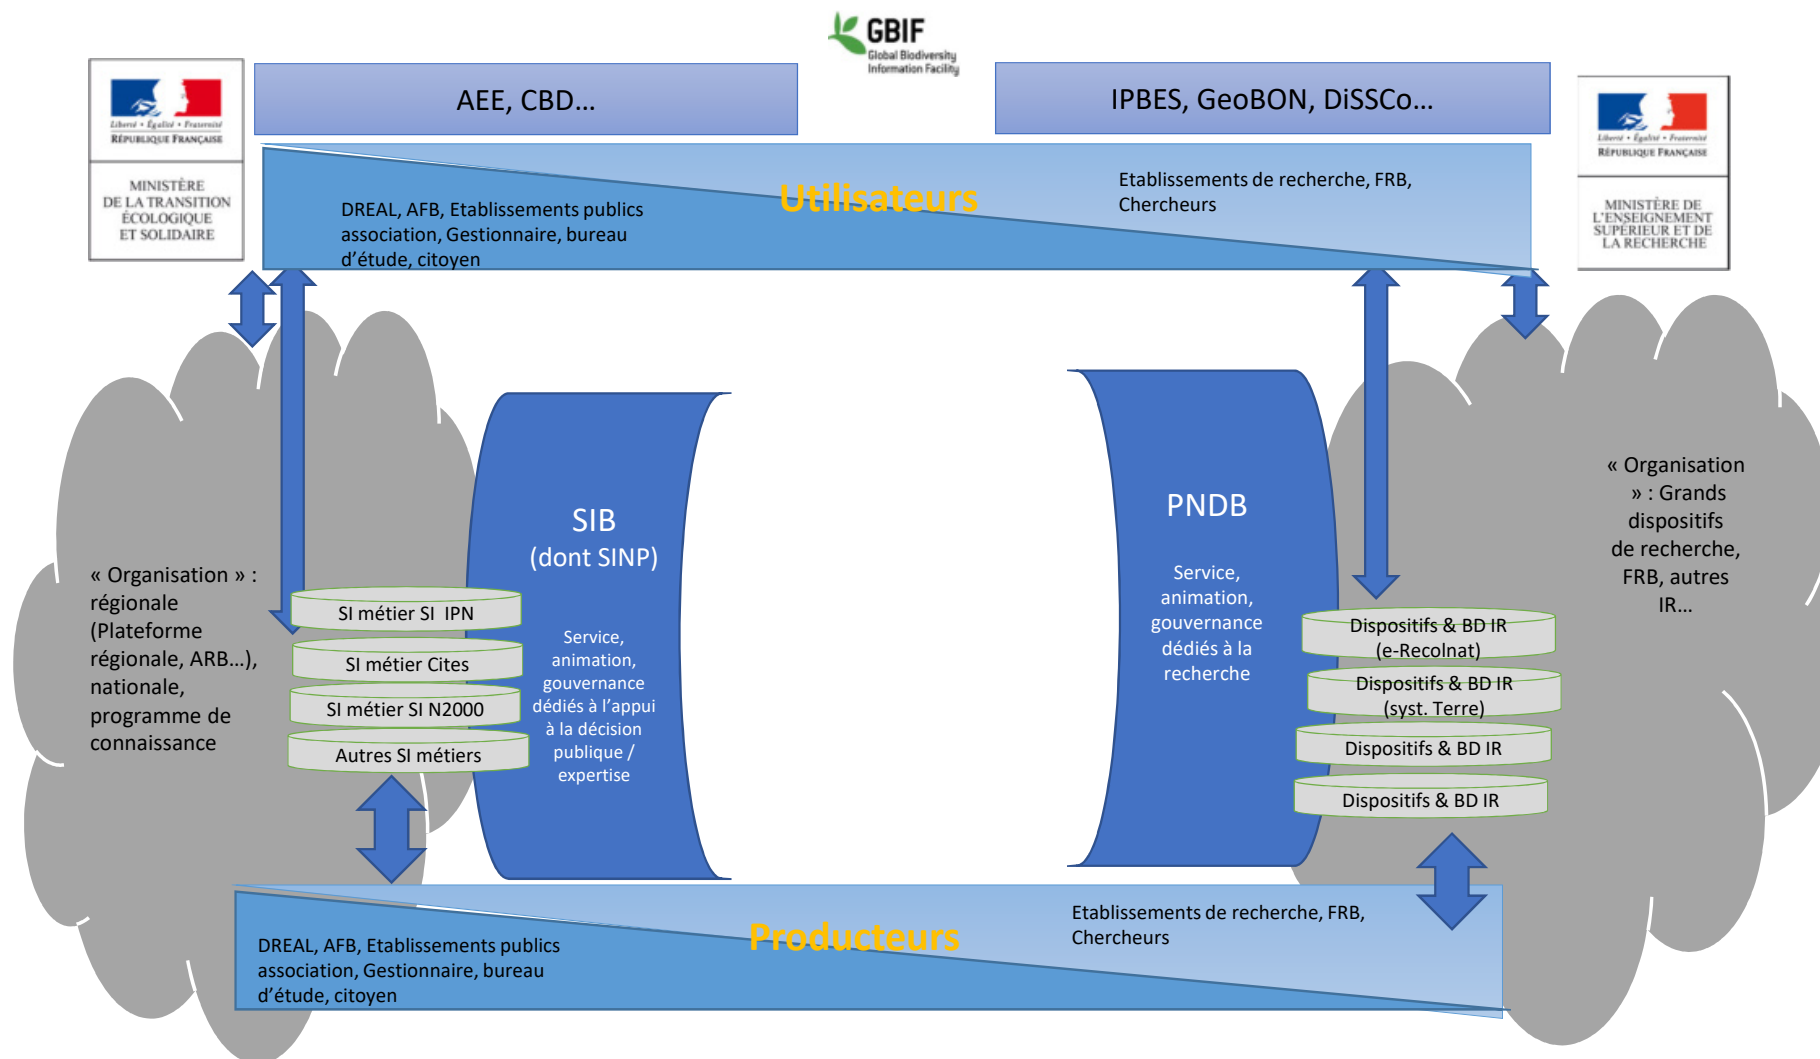 GBIF
Global Biodiversity
Information Facility
Liberté • Égalité • Fraternité
RÉPUBLIQUE FRANÇAISE
MINISTÈRE
DE LA TRANSITION
ÉCOLOGIQUE
ET SOLIDAIRE
AEE, CBD...
IPBES, GeoBON, DiSSCo...
Liberté • Égalité • Fraternité
RÉPUBLIQUE FRANÇAISE
MINISTÈRE DE
L'ENSEIGNEMENT
SUPÉRIEUR ET DE
LA RECHERCHE
Utilisateurs
DREAL, AFB, Etablissements publics
association, Gestionnaire, bureau
d'étude, citoyen
Etablissements de recherche, FRB,
Chercheurs
« Organisation » :
régionale
(Plateforme
régionale, ARB...),
nationale,
programme de
connaissance
SI métier SI IPN
SI métier Cites
SI métier SI N2000
Autres SI métiers
SIB
(dont SINP)
Service,
animation,
gouvernance
dédiés à l'appui
à la décision
publique /
expertise
PNDB
Service,
animation,
gouvernance
dédiés à la
recherche
Dispositifs & BD IR
(e-Recolnat)
Dispositifs & BD IR
(syst. Terre)
Dispositifs & BD IR
Dispositifs & BD IR
« Organisation
» : Grands
dispositifs
de recherche,
FRB, autres
IR...
Producteurs
DREAL, AFB, Etablissements publics
association, Gestionnaire, bureau
d'étude, citoyen
Etablissements de recherche, FRB,
Chercheurs